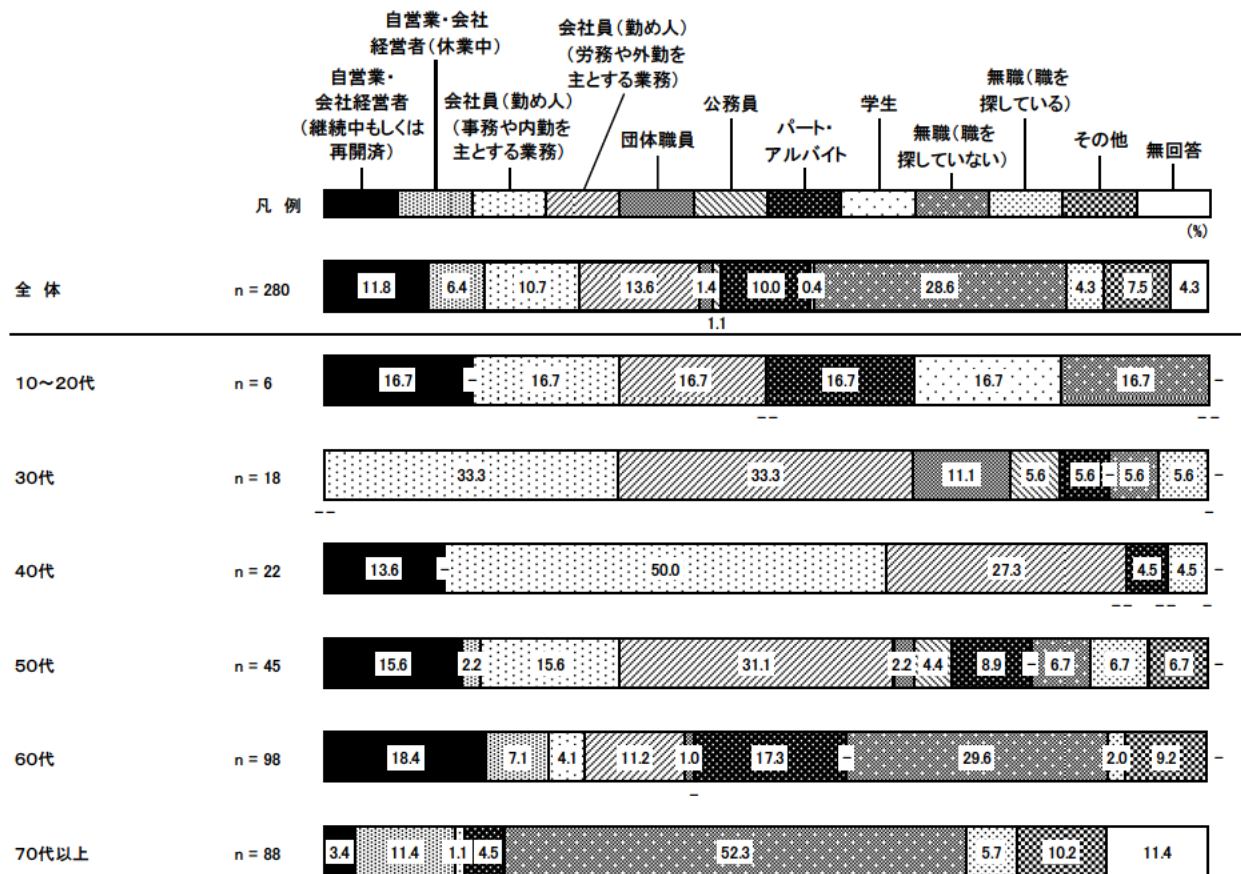 自営業・会社
経営者(休業中)
会社員(勤め人)
(労務や外勤を
主とする業務)
自営業・
会社経営者
(継続中もしくは
再開済)
会社員(勤め人)
(事務や内勤を
主とする業務)
団体職員
公務員
パート・
アルバイト
学生
無職(職を
探していない)
無職(職を
探している)
その他
無回答
凡 例
(%)
全 体 n = 280 11.8 6.4 10.7 13.6 1.4 10.0 0.4 28.6 4.3 7.5 4.3
1.1
10~20代 n = 6 16.7 - 16.7 16.7 16.7 16.7 16.7 -
-- --
30代 n = 18 33.3 33.3 11.1 5.6 5.6 - 5.6 5.6 -
-- -
40代 n = 22 13.6 - 50.0 27.3 4.5 4.5 -
-- -- -
50代 n = 45 15.6 2.2 15.6 31.1 2.2 4.4 8.9 - 6.7 6.7 6.7 -
60代 n = 98 18.4 7.1 4.1 11.2 1.0 17.3 - 29.6 2.0 9.2 -
-
70代以上 n = 88 3.4 11.4 1.1 4.5 52.3 5.7 10.2 11.4